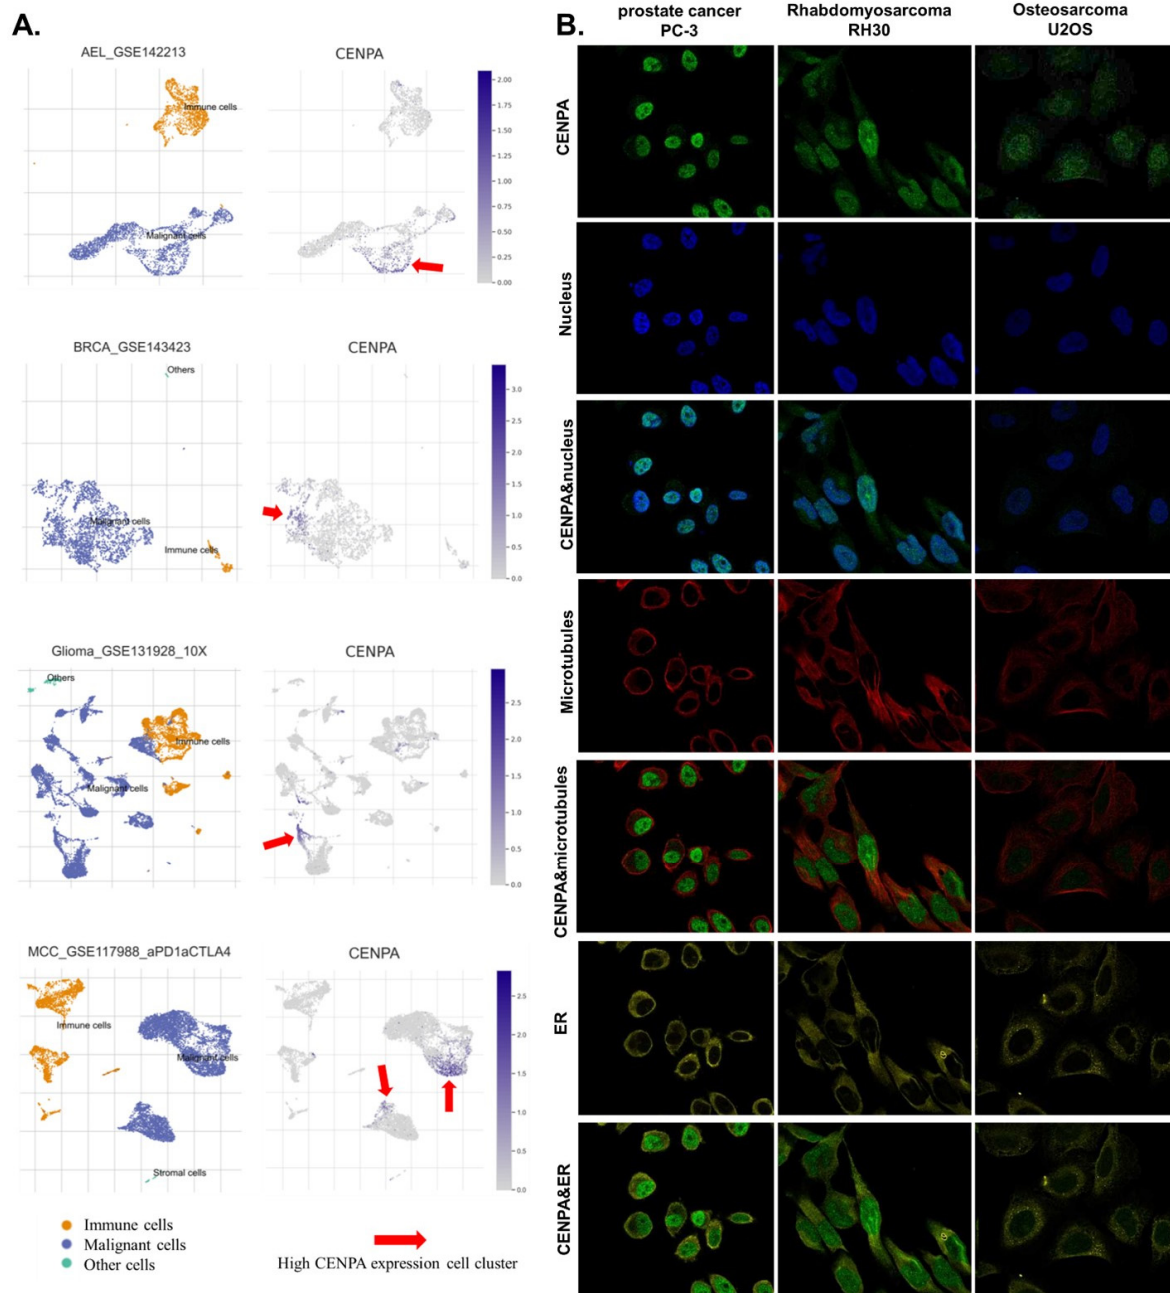 A.
AEL_GSE142213
CENPA
Immune cells
Malignant cells
2.00
1.75
1.50
1.25
1.00
0.75
0.50
0.25
0.00
BRCA_GSE143423
CENPA
Others
Malignant cells
Immune cells
3.0
2.5
2.0
1.5
1.0
0.5
0.0
Glioma_GSE131928_10X
CENPA
Others
Immune cells
Malignant cells
2.5
2.0
1.5
1.0
0.5
0.0
MCC_GSE117988_aPD1aCTLA4
CENPA
Immune cells
Malignant cells
Stromal cells
2.5
2.0
1.5
1.0
0.5
0.0
Immune cells
Malignant cells
Other cells
High CENPA expression cell cluster
B.
prostate cancer
PC-3
Rhabdomyosarcoma
RH30
Osteosarcoma
U2OS
CENPA
Nucleus
CENPA&nucleus
Microtubules
CENPA&microtubules
ER
CENPA&ER